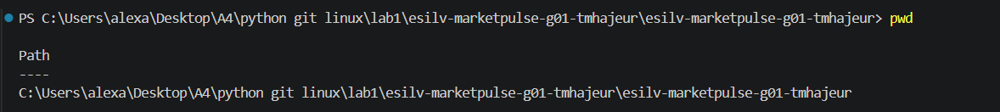 PS C:\Users\alexa\Desktop\A4\python git linux\lab1\esilv-marketpulse-g01-tmhajeur\esilv-marketpulse-g01-tmhajeur> pwd
Path
----
C:\Users\alexa\Desktop\A4\python git linux\lab1\esilv-marketpulse-g01-tmhajeur\esilv-marketpulse-g01-tmhajeur